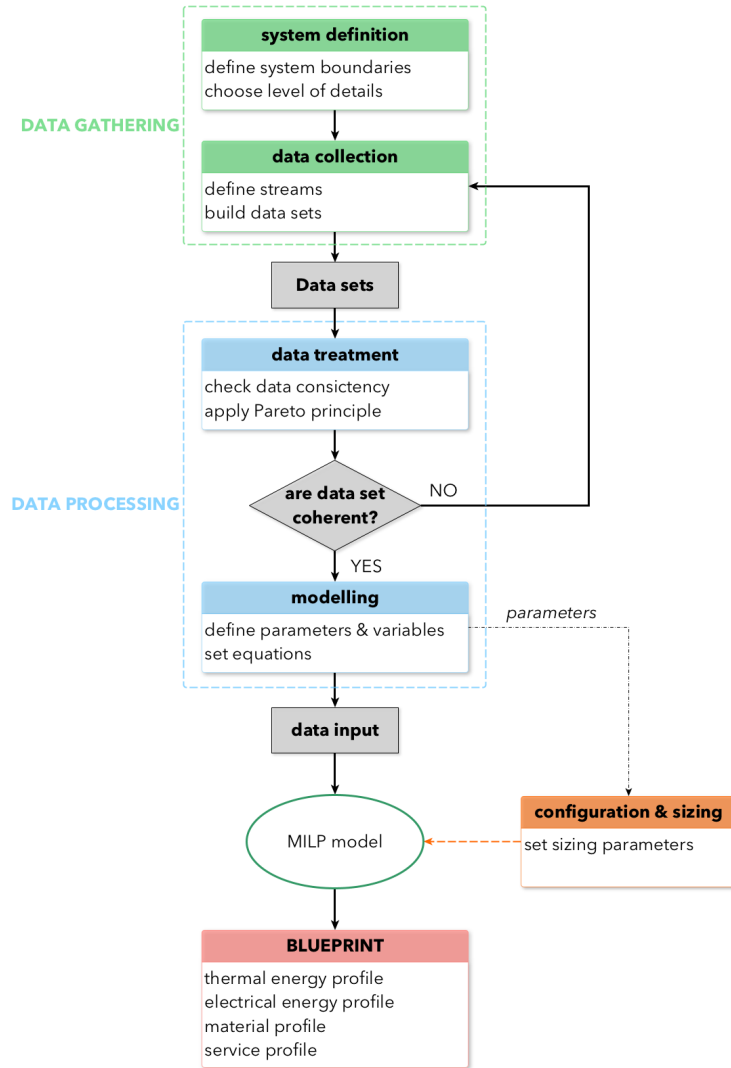 system definition
define system boundaries
choose level of details
DATA GATHERING
data collection
define streams
build data sets
Data sets
data treatment
check data consictency
apply Pareto principle
are data set
coherent?
NO
DATA PROCESSING
YES
modelling
define parameters & variables
set equations
parameters
data input
configuration & sizing
set sizing parameters
MILP model
BLUEPRINT
thermal energy profile
electrical energy profile
material profile
service profile